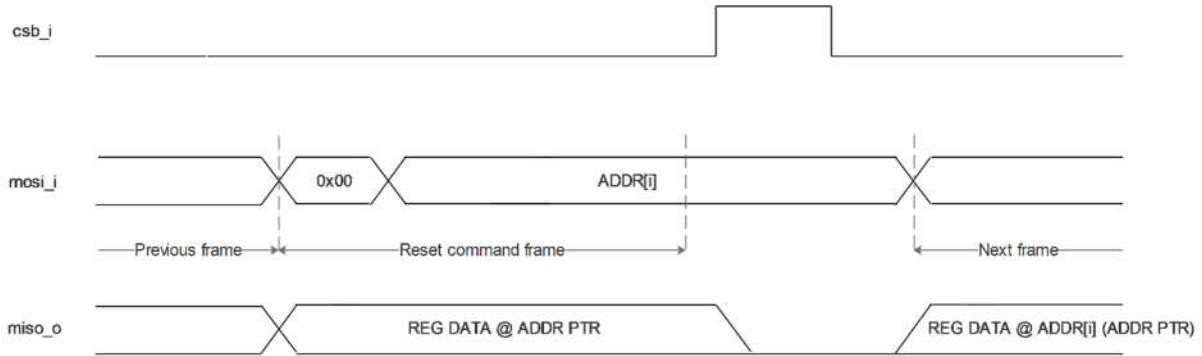 csb_i
mosi_i
0x00
ADDR[i]
Previous frame
Reset command frame
Next frame
miso_o
REG DATA @ ADDR PTR
REG DATA @ ADDR[i] (ADDR PTR)